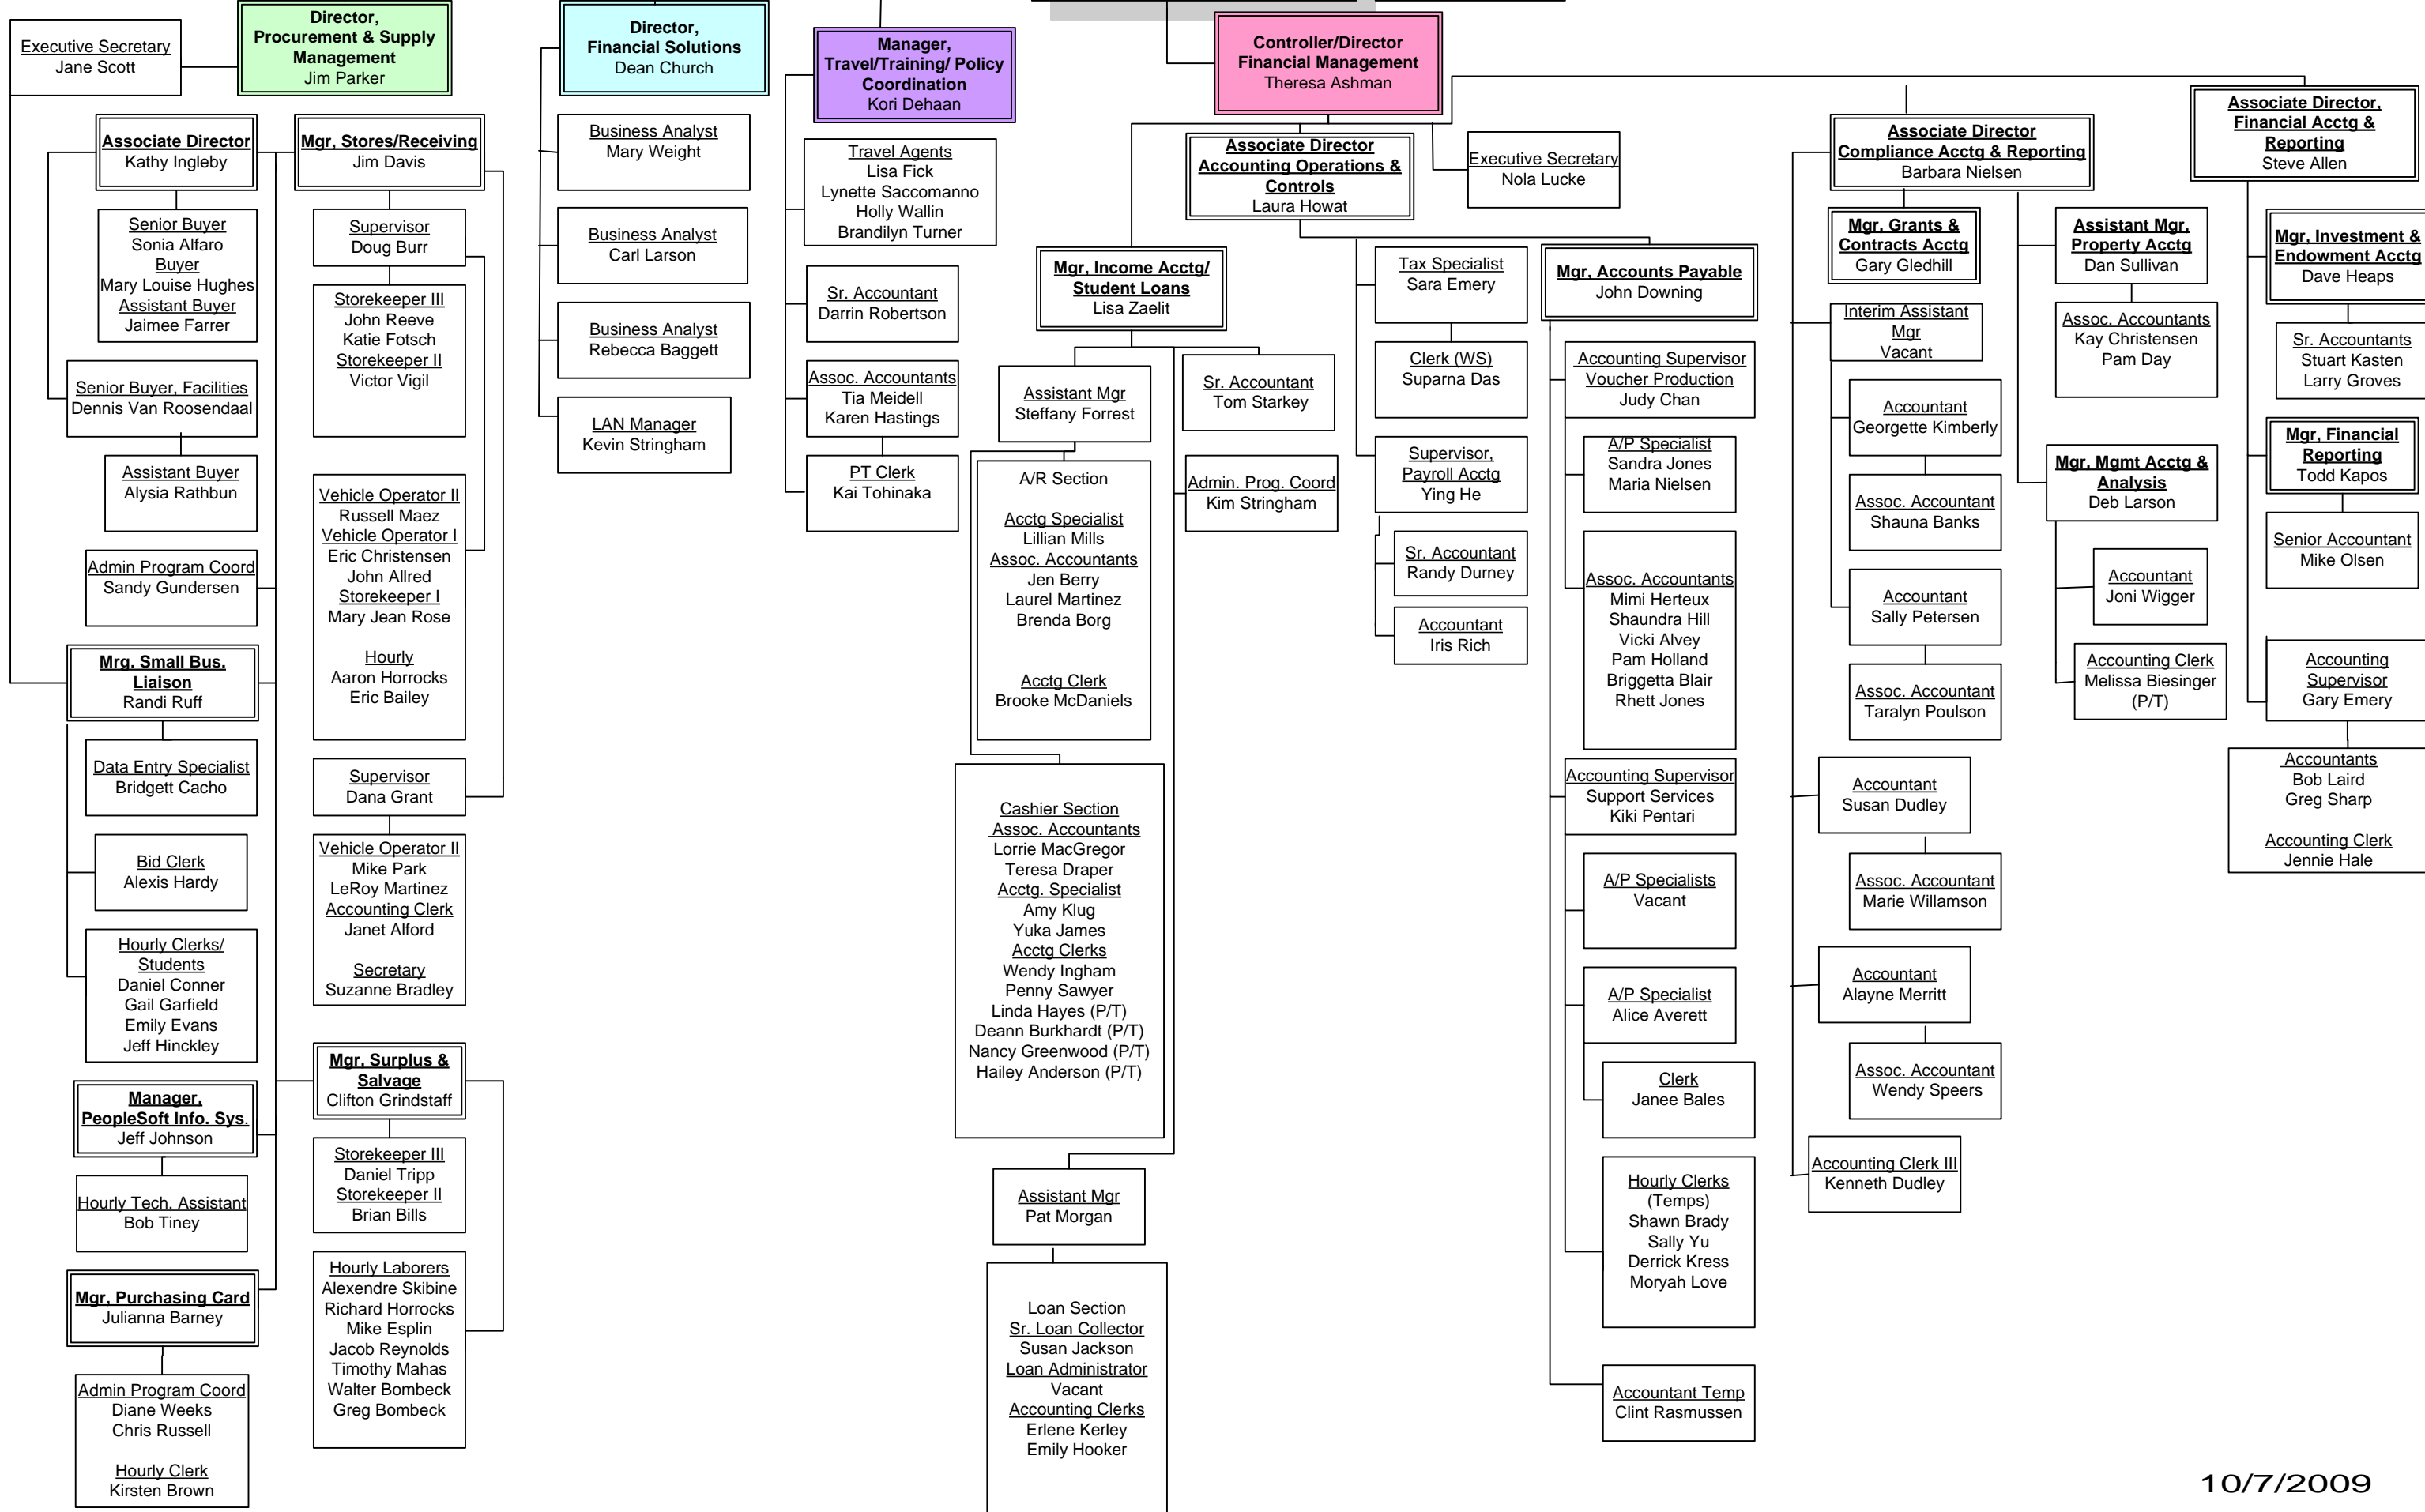 Executive Secretary
Jane Scott
Director,
Procurement & Supply
Management
Jim Parker
Associate Director
Kathy Ingleby
Senior Buyer
Sonia Alfaro
Buyer
Mary Louise Hughes
Assistant Buyer
Jaimee Farrer
Senior Buyer, Facilities
Dennis Van Roosendaal
Assistant Buyer
Alysia Rathbun
Admin Program Coord
Sandy Gundersen
Mrg. Small Bus.
Liaison
Randi Ruff
Data Entry Specialist
Bridgett Cacho
Bid Clerk
Alexis Hardy
Hourly Clerks/
Students
Daniel Conner
Gail Garfield
Emily Evans
Jeff Hinckley
Manager,
PeopleSoft Info. Sys.
Jeff Johnson
Hourly Tech. Assistant
Bob Tiney
Mgr, Purchasing Card
Julianna Barney
Admin Program Coord
Diane Weeks
Chris Russell
Hourly Clerk
Kirsten Brown
Mgr, Stores/Receiving
Jim Davis
Supervisor
Doug Burr
Storekeeper III
John Reeve
Katie Fotsch
Storekeeper II
Victor Vigil
Vehicle Operator II
Russell Maez
Vehicle Operator I
Eric Christensen
John Allred
Storekeeper I
Mary Jean Rose
Hourly
Aaron Horrocks
Eric Bailey
Supervisor
Dana Grant
Vehicle Operator II
Mike Park
LeRoy Martinez
Accounting Clerk
Janet Alford
Secretary
Suzanne Bradley
Mgr, Surplus &
Salvage
Clifton Grindstaff
Storekeeper III
Daniel Tripp
Storekeeper II
Brian Bills
Hourly Laborers
Alexendre Skibine
Richard Horrocks
Mike Esplin
Jacob Reynolds
Timothy Mahas
Walter Bombeck
Greg Bombeck
Director,
Financial Solutions
Dean Church
Business Analyst
Mary Weight
Business Analyst
Carl Larson
Business Analyst
Rebecca Baggett
LAN Manager
Kevin Stringham
Manager,
Travel/Training/ Policy
Coordination
Kori Dehaan
Travel Agents
Lisa Fick
Lynette Saccomanno
Holly Wallin
Brandilyn Turner
Sr. Accountant
Darrin Robertson
Assoc. Accountants
Tia Meidell
Karen Hastings
PT Clerk
Kai Tohinaka
Controller/Director
Financial Management
Theresa Ashman
Associate Director
Accounting Operations &
Controls
Laura Howat
Executive Secretary
Nola Lucke
Mgr, Income Acctg/
Student Loans
Lisa Zaelit
Assistant Mgr
Steffany Forrest
Sr. Accountant
Tom Starkey
Admin. Prog. Coord
Kim Stringham
A/R Section
Acctg Specialist
Lillian Mills
Assoc. Accountants
Jen Berry
Laurel Martinez
Brenda Borg
Acctg Clerk
Brooke McDaniels
Cashier Section
Assoc. Accountants
Lorrie MacGregor
Teresa Draper
Acctg. Specialist
Amy Klug
Yuka James
Acctg Clerks
Wendy Ingham
Penny Sawyer
Linda Hayes (P/T)
Deann Burkhardt (P/T)
Nancy Greenwood (P/T)
Hailey Anderson (P/T)
Assistant Mgr
Pat Morgan
Loan Section
Sr. Loan Collector
Susan Jackson
Loan Administrator
Vacant
Accounting Clerks
Erlene Kerley
Emily Hooker
Tax Specialist
Sara Emery
Clerk (WS)
Suparna Das
Supervisor,
Payroll Acctg
Ying He
Sr. Accountant
Randy Durney
Accountant
Iris Rich
Mgr, Accounts Payable
John Downing
Accounting Supervisor
Voucher Production
Judy Chan
A/P Specialist
Sandra Jones
Maria Nielsen
Assoc. Accountants
Mimi Herteux
Shaundra Hill
Vicki Alvey
Pam Holland
Briggetta Blair
Rhett Jones
Accounting Supervisor
Support Services
Kiki Pentari
A/P Specialists
Vacant
A/P Specialist
Alice Averett
Clerk
Janee Bales
Hourly Clerks
(Temps)
Shawn Brady
Sally Yu
Derrick Kress
Moryah Love
Accountant Temp
Clint Rasmussen
Associate Director
Compliance Acctg & Reporting
Barbara Nielsen
Mgr, Grants &
Contracts Acctg
Gary Gledhill
Interim Assistant
Mgr
Vacant
Accountant
Georgette Kimberly
Assoc. Accountant
Shauna Banks
Accountant
Sally Petersen
Assoc. Accountant
Taralyn Poulson
Accountant
Susan Dudley
Assoc. Accountant
Marie Willamson
Accountant
Alayne Merritt
Assoc. Accountant
Wendy Speers
Accounting Clerk III
Kenneth Dudley
Assistant Mgr,
Property Acctg
Dan Sullivan
Assoc. Accountants
Kay Christensen
Pam Day
Mgr, Mgmt Acctg &
Analysis
Deb Larson
Accountant
Joni Wigger
Accounting Clerk
Melissa Biesinger
(P/T)
Associate Director,
Financial Acctg &
Reporting
Steve Allen
Mgr, Investment &
Endowment Acctg
Dave Heaps
Sr. Accountants
Stuart Kasten
Larry Groves
Mgr, Financial
Reporting
Todd Kapos
Senior Accountant
Mike Olsen
Accounting
Supervisor
Gary Emery
Accountants
Bob Laird
Greg Sharp
Accounting Clerk
Jennie Hale
10/7/2009